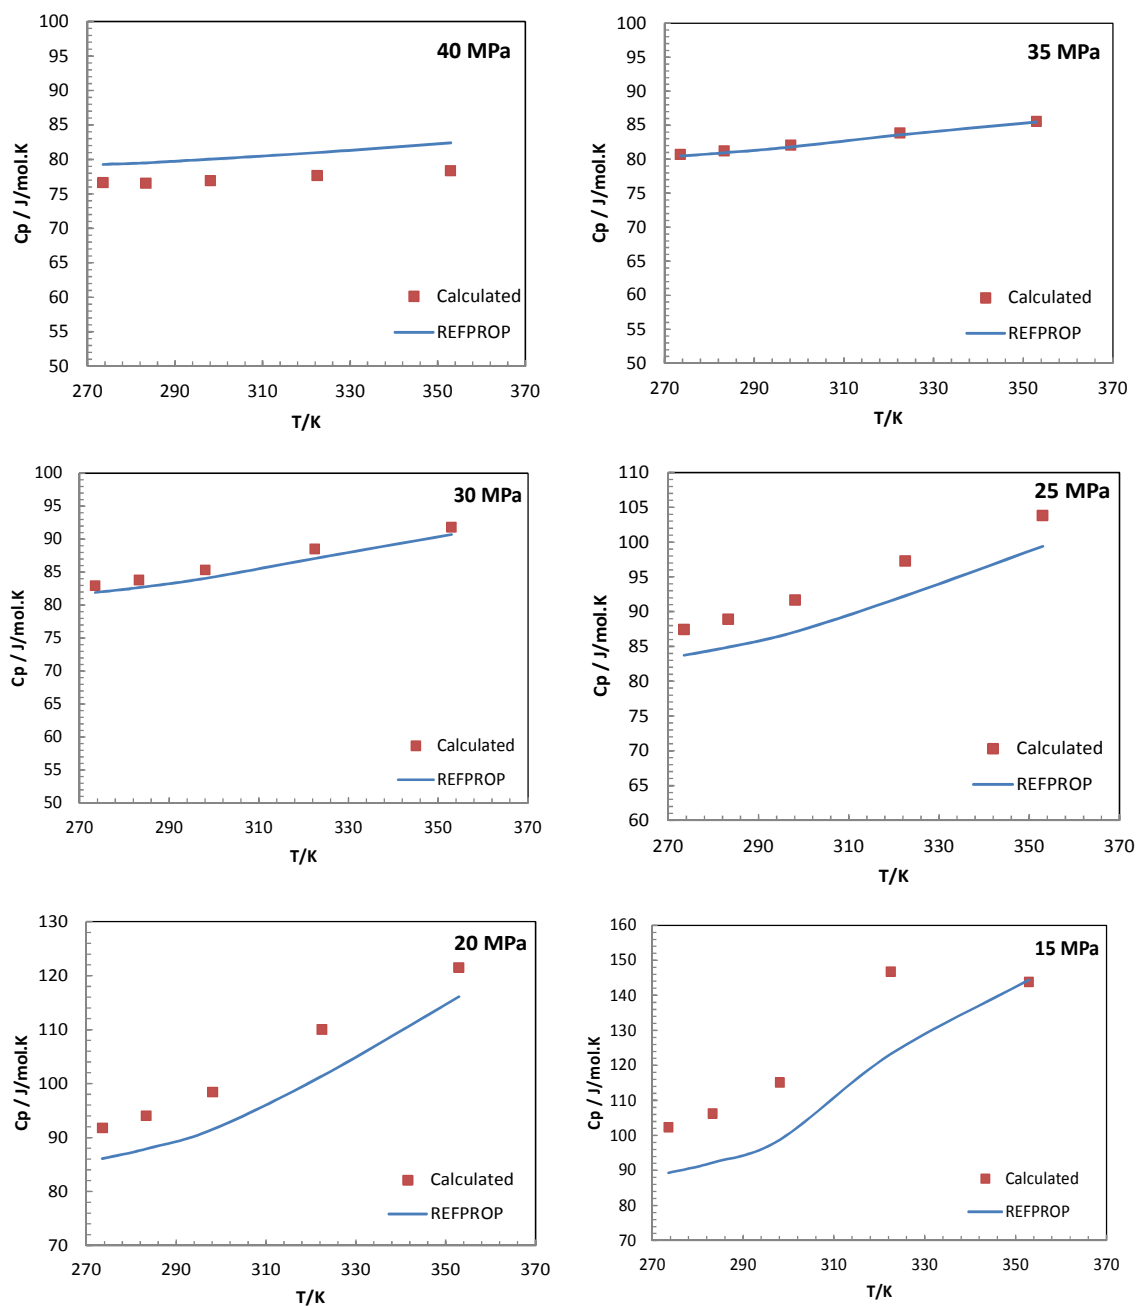 40 MPa
Cp / J/mol.K
100
95
90
85
80
75
70
65
60
55
50
Calculated
REFPROP
270 290 310 330 350 370
T/K
35 MPa
Cp / J/mol.K
100
95
90
85
80
75
70
65
60
55
50
Calculated
REFPROP
270 290 310 330 350 370
T/K
30 MPa
Cp / J/mol.K
100
95
90
85
80
75
70
65
60
55
50
Calculated
REFPROP
270 290 310 330 350 370
T/K
25 MPa
Cp / J/mol.K
110
105
100
95
90
85
80
75
70
65
60
Calculated
REFPROP
270 290 310 330 350 370
T/K
20 MPa
Cp / J/mol.K
130
120
110
100
90
80
70
Calculated
REFPROP
270 290 310 330 350 370
T/K
15 MPa
Cp / J/mol.K
160
150
140
130
120
110
100
90
80
70
Calculated
REFPROP
270 290 310 330 350 370
T/K